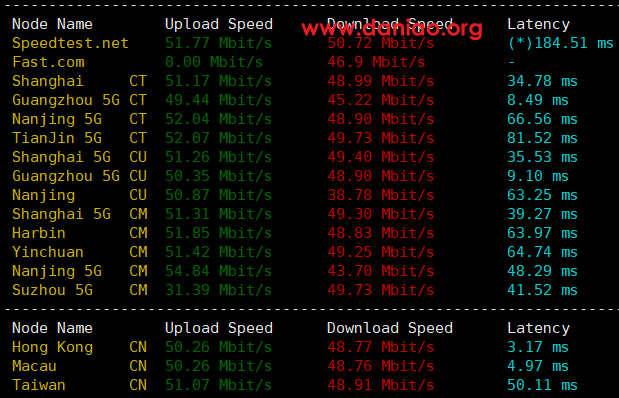 Node Name Upload Speed Download Speed Latency
www.daniao.org
Speedtest.net 51.77 Mbit/s 50.72 Mbit/s (*)184.51 ms
Fast.com 0.00 Mbit/s 46.9 Mbit/s -
Shanghai CT 51.17 Mbit/s 48.99 Mbit/s 34.78 ms
Guangzhou 5G CT 49.44 Mbit/s 45.22 Mbit/s 8.49 ms
Nanjing 5G CT 52.04 Mbit/s 48.90 Mbit/s 66.56 ms
TianJin 5G CT 52.07 Mbit/s 49.73 Mbit/s 81.52 ms
Shanghai 5G CU 51.26 Mbit/s 49.40 Mbit/s 35.53 ms
Guangzhou 5G CU 50.35 Mbit/s 48.90 Mbit/s 9.10 ms
Nanjing CU 50.87 Mbit/s 38.78 Mbit/s 63.25 ms
Shanghai 5G CM 51.31 Mbit/s 49.30 Mbit/s 39.27 ms
Harbin CM 51.85 Mbit/s 48.83 Mbit/s 63.97 ms
Yinchuan CM 51.42 Mbit/s 49.25 Mbit/s 64.74 ms
Nanjing 5G CM 54.84 Mbit/s 43.70 Mbit/s 48.29 ms
Suzhou 5G CM 31.39 Mbit/s 49.73 Mbit/s 41.52 ms
Node Name Upload Speed Download Speed Latency
Hong Kong CN 50.26 Mbit/s 48.77 Mbit/s 3.17 ms
Macau CN 50.26 Mbit/s 48.76 Mbit/s 4.97 ms
Taiwan CN 51.07 Mbit/s 48.91 Mbit/s 50.11 ms